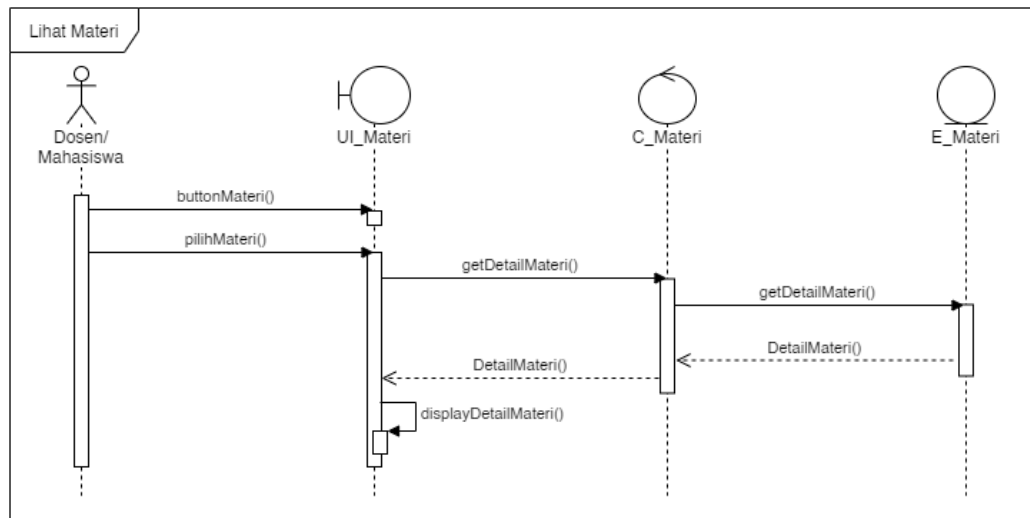 Lihat Materi
Dosen/
Mahasiswa
UI_Materi
C_Materi
E_Materi
buttonMateri()
pilihMateri()
getDetailMateri()
getDetailMateri()
DetailMateri()
DetailMateri()
displayDetailMateri()